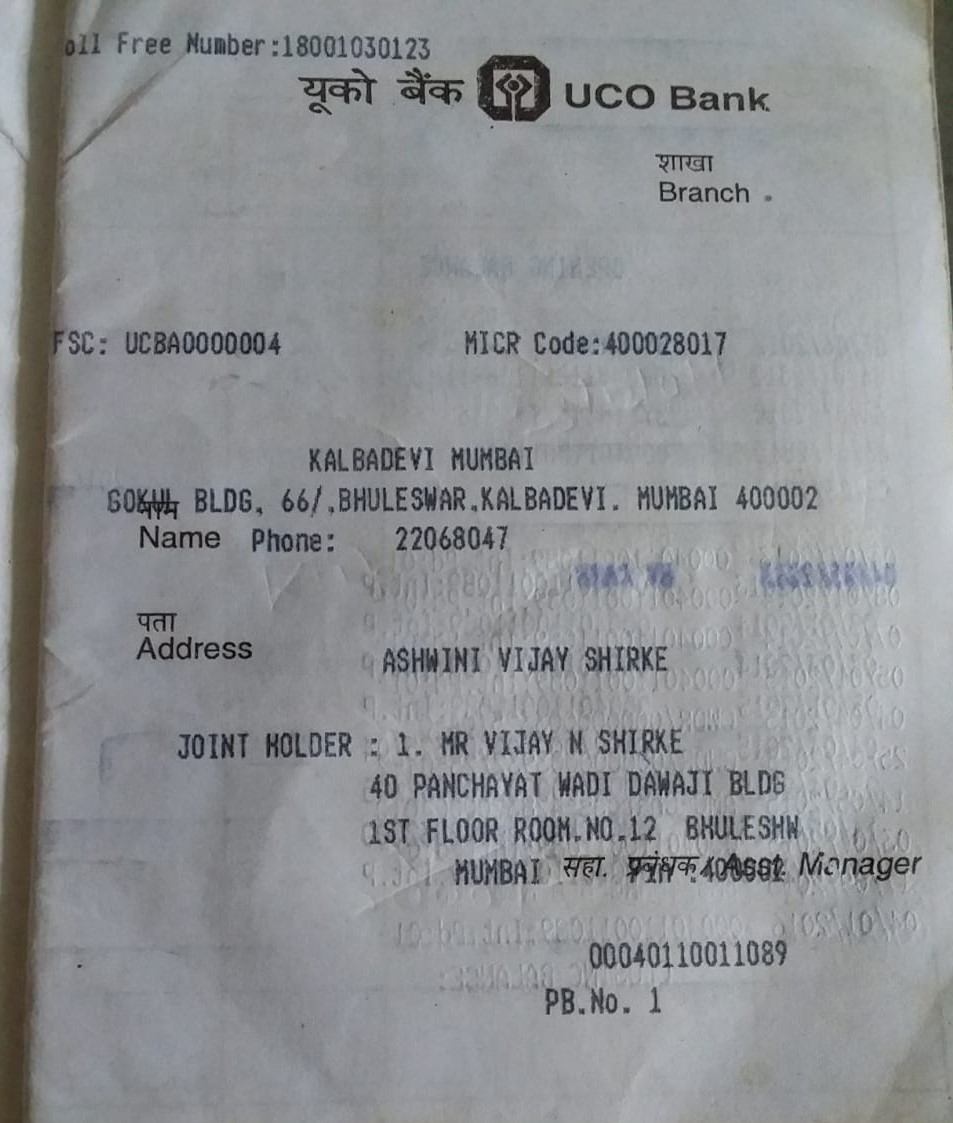 oll Free Number:18001030123
यूको बैंक UCO Bank
शाखा
Branch
FSC: UCBA0000004 MICR Code:400028017
KALBADEVI MUMBAI
GOKUL BLDG, 66/,BHULESWAR,KALBADEVI. MUMBAI 400002
नाम
Name Phone: 22068047
पता
Address
ASHWINI VIJAY SHIRKE
JOINT HOLDER : 1. MR VIJAY N SHIRKE
40 PANCHAYAT WADI DAWAJI BLDG
1ST FLOOR ROOM.NO.12 BHULESHW
MUMBAI सहा. प्रबंधक/Asst. Manager
00040110011089
PB.No. 1